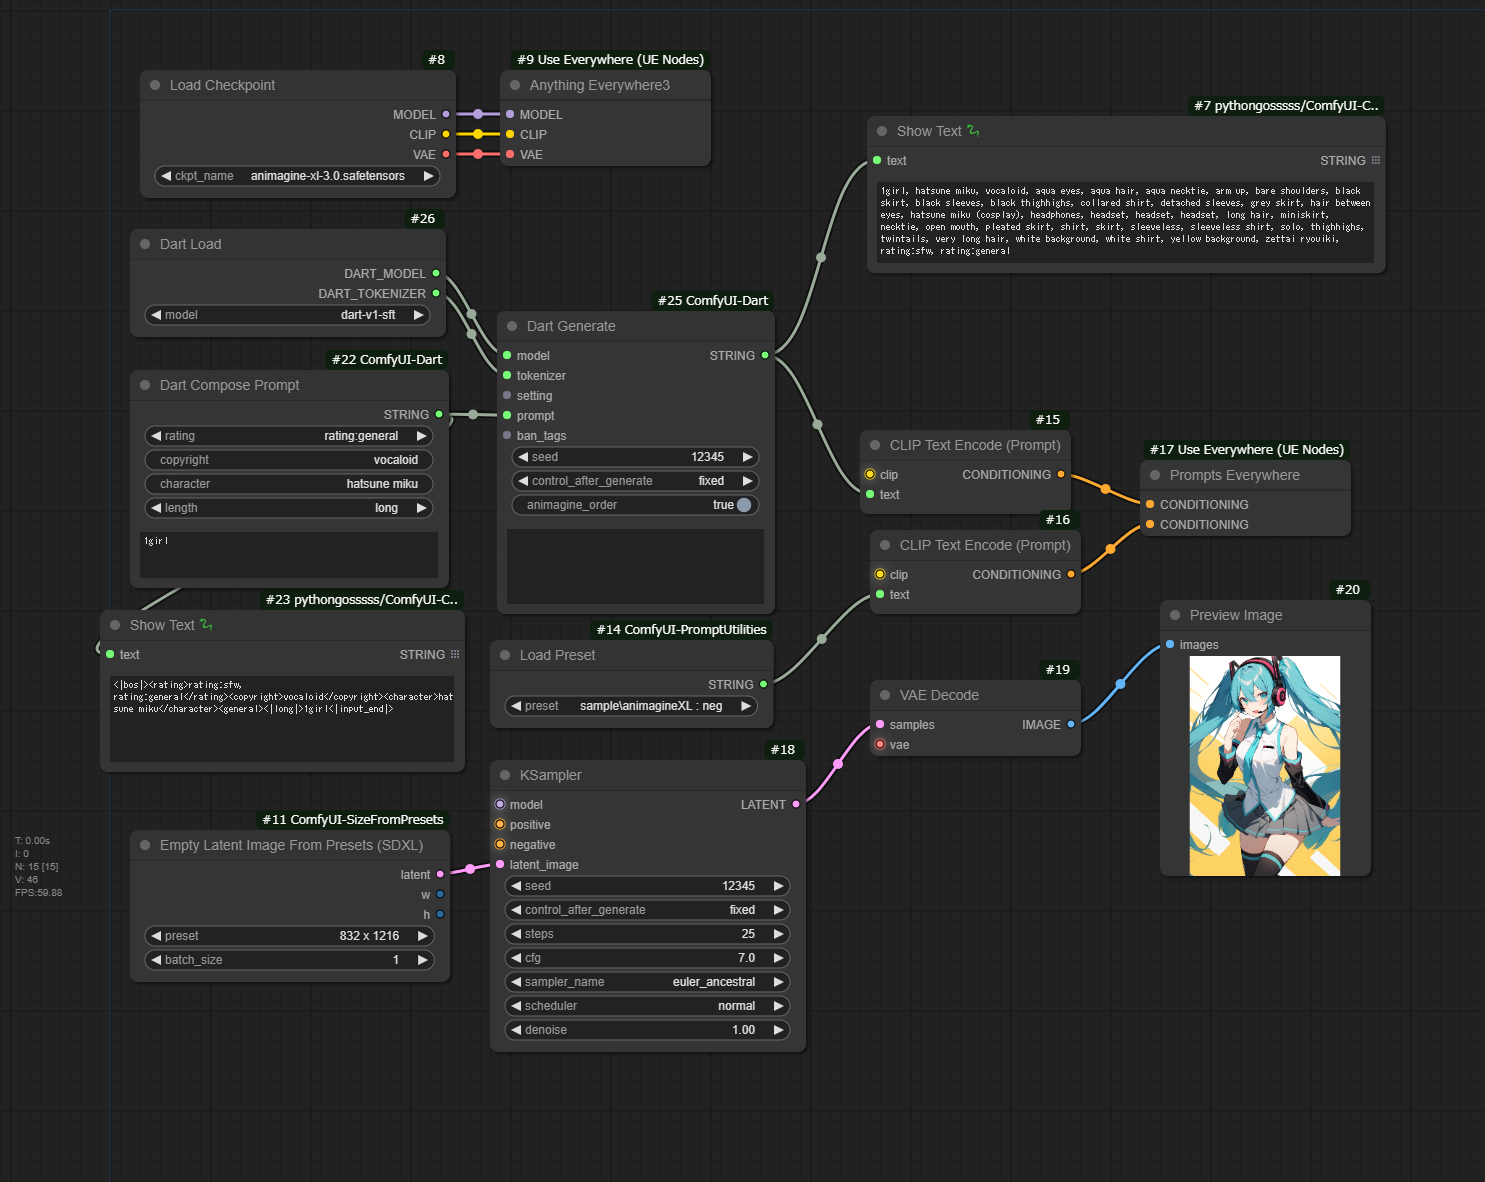 #8
Load Checkpoint
MODEL
CLIP
VAE
ckpt_name animagine-xl-3.0.safetensors
#9 Use Everywhere (UE Nodes)
Anything Everywhere3
MODEL
CLIP
VAE
#7 pythongosssss/ComfyUI-C..
Show Text
text STRING
1girl, hatsune miku, vocaloid, aqua eyes, aqua hair, aqua necktie, arm up, bare shoulders, black
skirt, black sleeves, black thighhighs, collared shirt, detached sleeves, grey skirt, hair between
eyes, hatsune miku (cosplay), headphones, headset, headset, headset, long hair, miniskirt,
necktie, open mouth, pleated skirt, shirt, skirt, sleeveless, sleeveless shirt, solo, thighhighs,
twintails, very long hair, white background, white shirt, yellow background, zettai ryouiki,
rating:sfw, rating:general
#26
Dart Load
DART_MODEL
DART_TOKENIZER
model dart-v1-sft
#25 ComfyUI-Dart
Dart Generate
model STRING
tokenizer
setting
prompt
ban_tags
seed 12345
control_after_generate fixed
animagine_order true
#22 ComfyUI-Dart
Dart Compose Prompt
STRING
rating rating:general
copyright vocaloid
character hatsune miku
length long
1girl
#15
CLIP Text Encode (Prompt)
clip CONDITIONING
text
#17 Use Everywhere (UE Nodes)
Prompts Everywhere
CONDITIONING
CONDITIONING
#16
CLIP Text Encode (Prompt)
clip CONDITIONING
text
#23 pythongosssss/ComfyUI-C..
Show Text
text STRING
<|bos|><rating>rating:sfw,
rating:general</rating><copyright>vocaloid</copyright><character>hat
sune miku</character><general><|long|>1girl<|input_end|>
#14 ComfyUI-PromptUtilities
Load Preset
STRING
preset sample\animagineXL : neg
#20
Preview Image
images
#19
VAE Decode
samples IMAGE
vae
#18
KSampler
model LATENT
positive
negative
latent_image
seed 12345
control_after_generate fixed
steps 25
cfg 7.0
sampler_name euler_ancestral
scheduler normal
denoise 1.00
#11 ComfyUI-SizeFromPresets
Empty Latent Image From Presets (SDXL)
latent
w
h
preset 832 x 1216
batch_size 1
T: 0.00s
I: 0
N: 15 [15]
V: 46
FPS:59.88